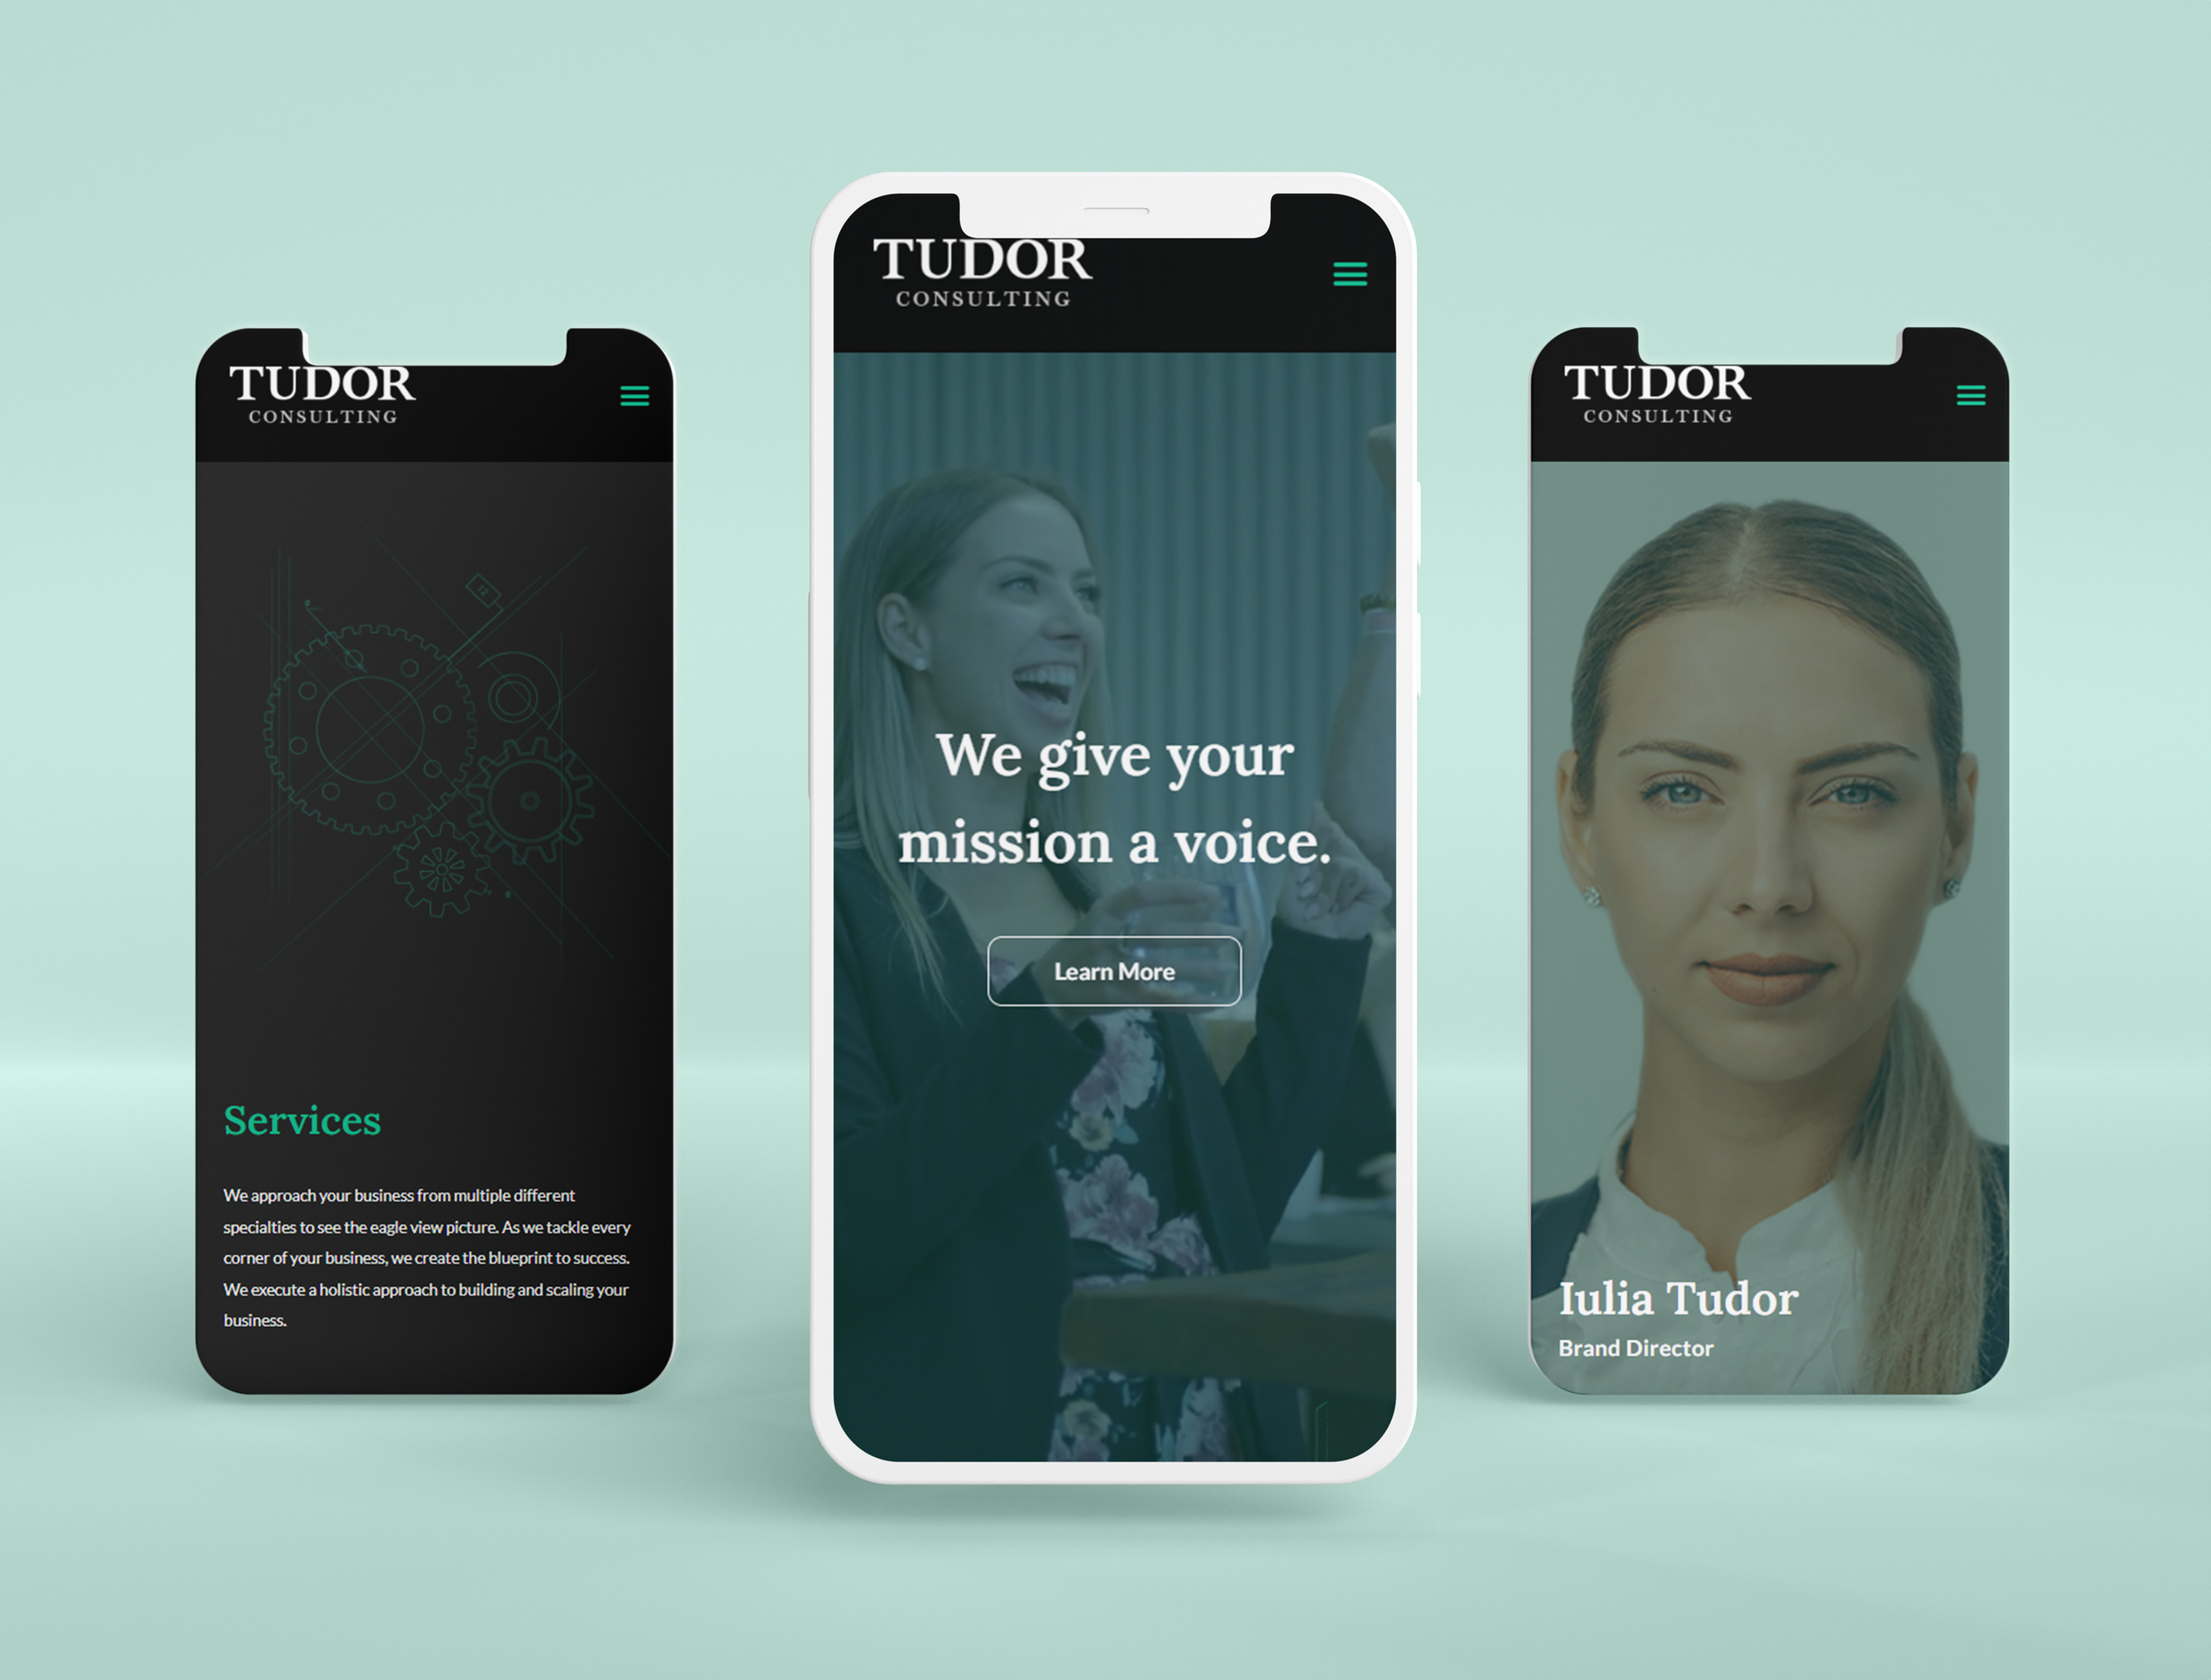 TUDOR
CONSULTING
Services
We approach your business from multiple different
specialties to see the eagle view picture. As we tackle every
corner of your business, we create the blueprint to success.
We execute a holistic approach to building and scaling your
business.
TUDOR
CONSULTING
We give your
mission a voice.
Learn More
TUDOR
CONSULTING
Iulia Tudor
Brand Director